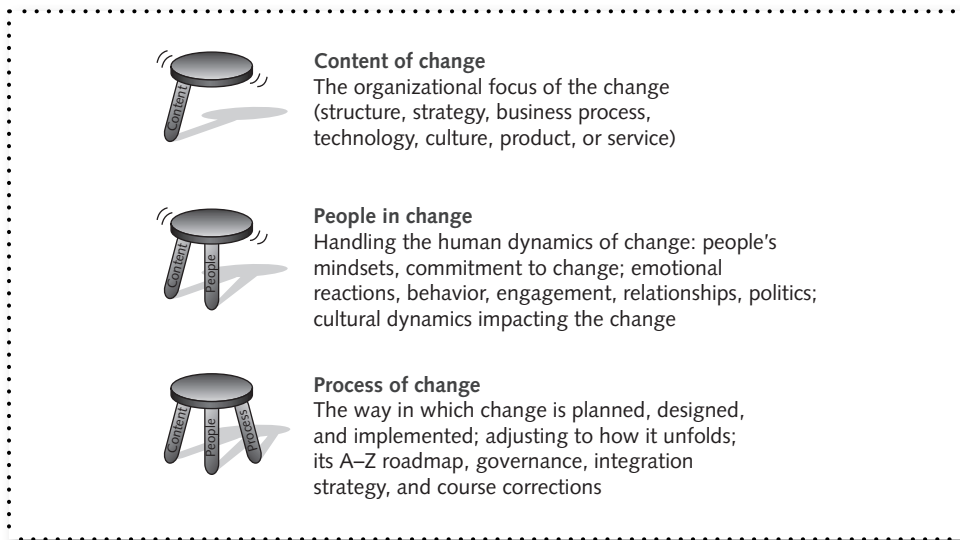 Content
Content of change
The organizational focus of the change
(structure, strategy, business process,
technology, culture, product, or service)
Content
People
People in change
Handling the human dynamics of change: people's
mindsets, commitment to change; emotional
reactions, behavior, engagement, relationships, politics;
cultural dynamics impacting the change
Content
People
Process
Process of change
The way in which change is planned, designed,
and implemented; adjusting to how it unfolds;
its A–Z roadmap, governance, integration
strategy, and course corrections